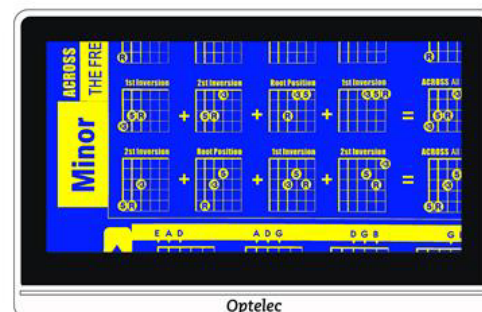 ACROSS
THE FRE
Minor
1st Inversion 2nd Inversion Root Position 1st Inversion ACROSS All
+ + + =
2st Inversion Root Position 1st Inversion 2st Inversion ACROSS All
+ + + =
E A D A D G D G B G
Optelec